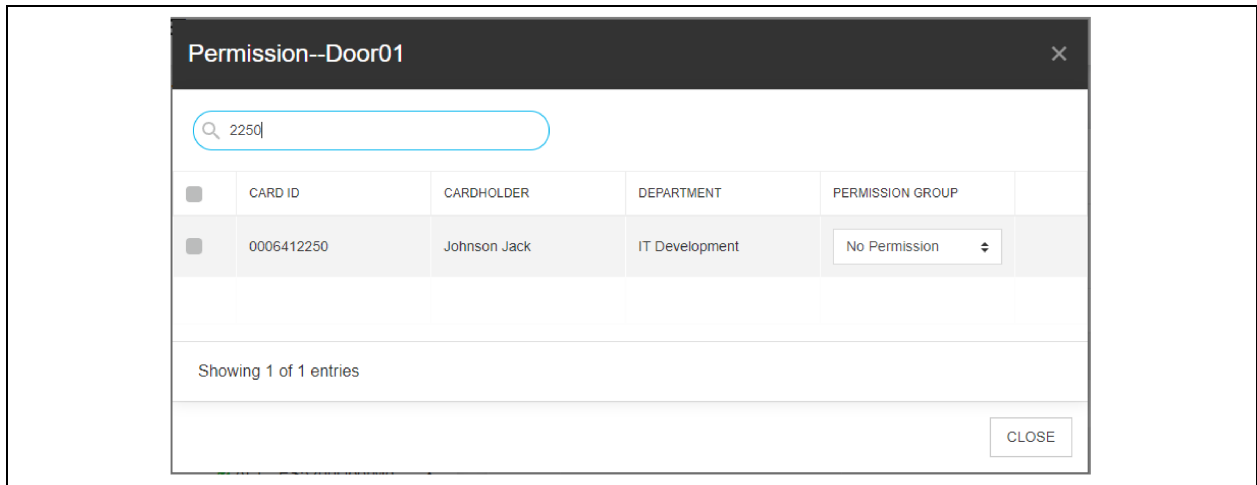 Permission--Door01
2250
CARD ID CARDHOLDER DEPARTMENT PERMISSION GROUP
0006412250 Johnson Jack IT Development No Permission
Showing 1 of 1 entries
CLOSE